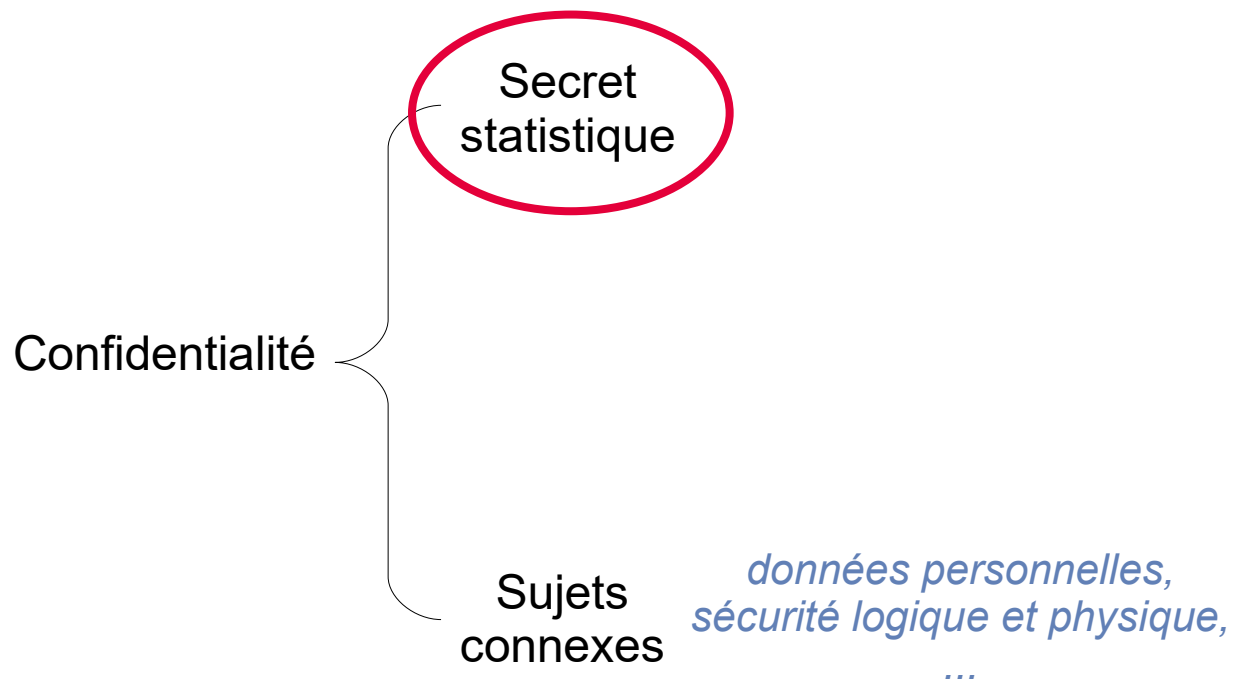 Secret
statistique
Confidentialité
Sujets
connexes
données personnelles,
sécurité logique et physique,
...